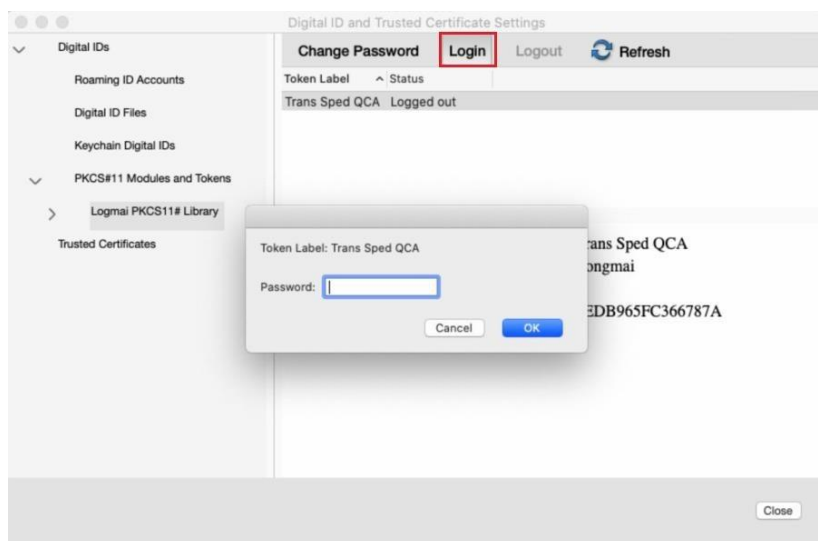 Digital ID and Trusted Certificate Settings
Digital IDs
Roaming ID Accounts
Digital ID Files
Keychain Digital IDs
PKCS#11 Modules and Tokens
Logmai PKCS11# Library
Trusted Certificates
Change Password Login Logout Refresh
Token Label Status
Trans Sped QCA Logged out
Token Label: Trans Sped QCA
Password:
Cancel OK
rans Sped QCA
ongmai
EDB965FC366787A
Close